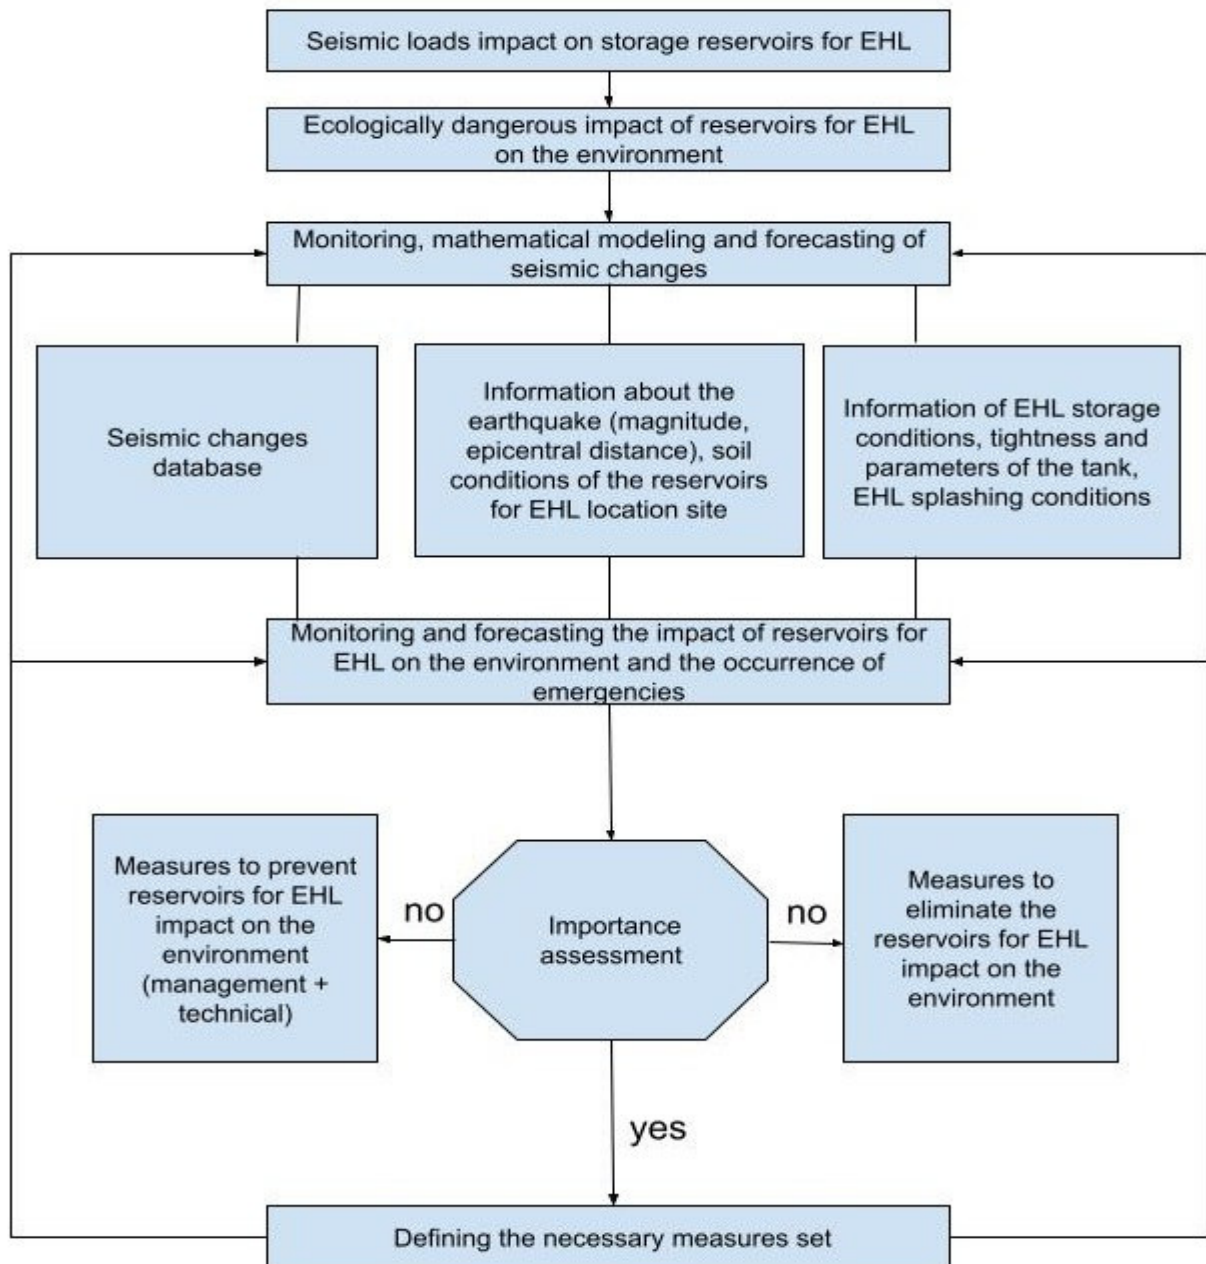 Seismic loads impact on storage reservoirs for EHL
Ecologically dangerous impact of reservoirs for EHL
on the environment
Monitoring, mathematical modeling and forecasting of
seismic changes
Seismic changes
database
Information about the
earthquake (magnitude,
epicentral distance), soil
conditions of the reservoirs
for EHL location site
Information of EHL storage
conditions, tightness and
parameters of the tank,
EHL splashing conditions
Monitoring and forecasting the impact of reservoirs for
EHL on the environment and the occurrence of
emergencies
Measures to prevent
reservoirs for EHL
impact on the
environment
(management +
technical)
no
Importance
assessment
no
Measures to
eliminate the
reservoirs for EHL
impact on the
environment
yes
Defining the necessary measures set